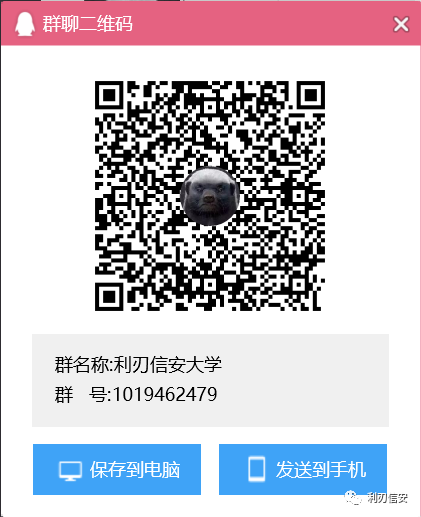 群聊二维码
群名称:利刃信安大学
群 号:1019462479
保存到电脑
发送到手机
利刃信安